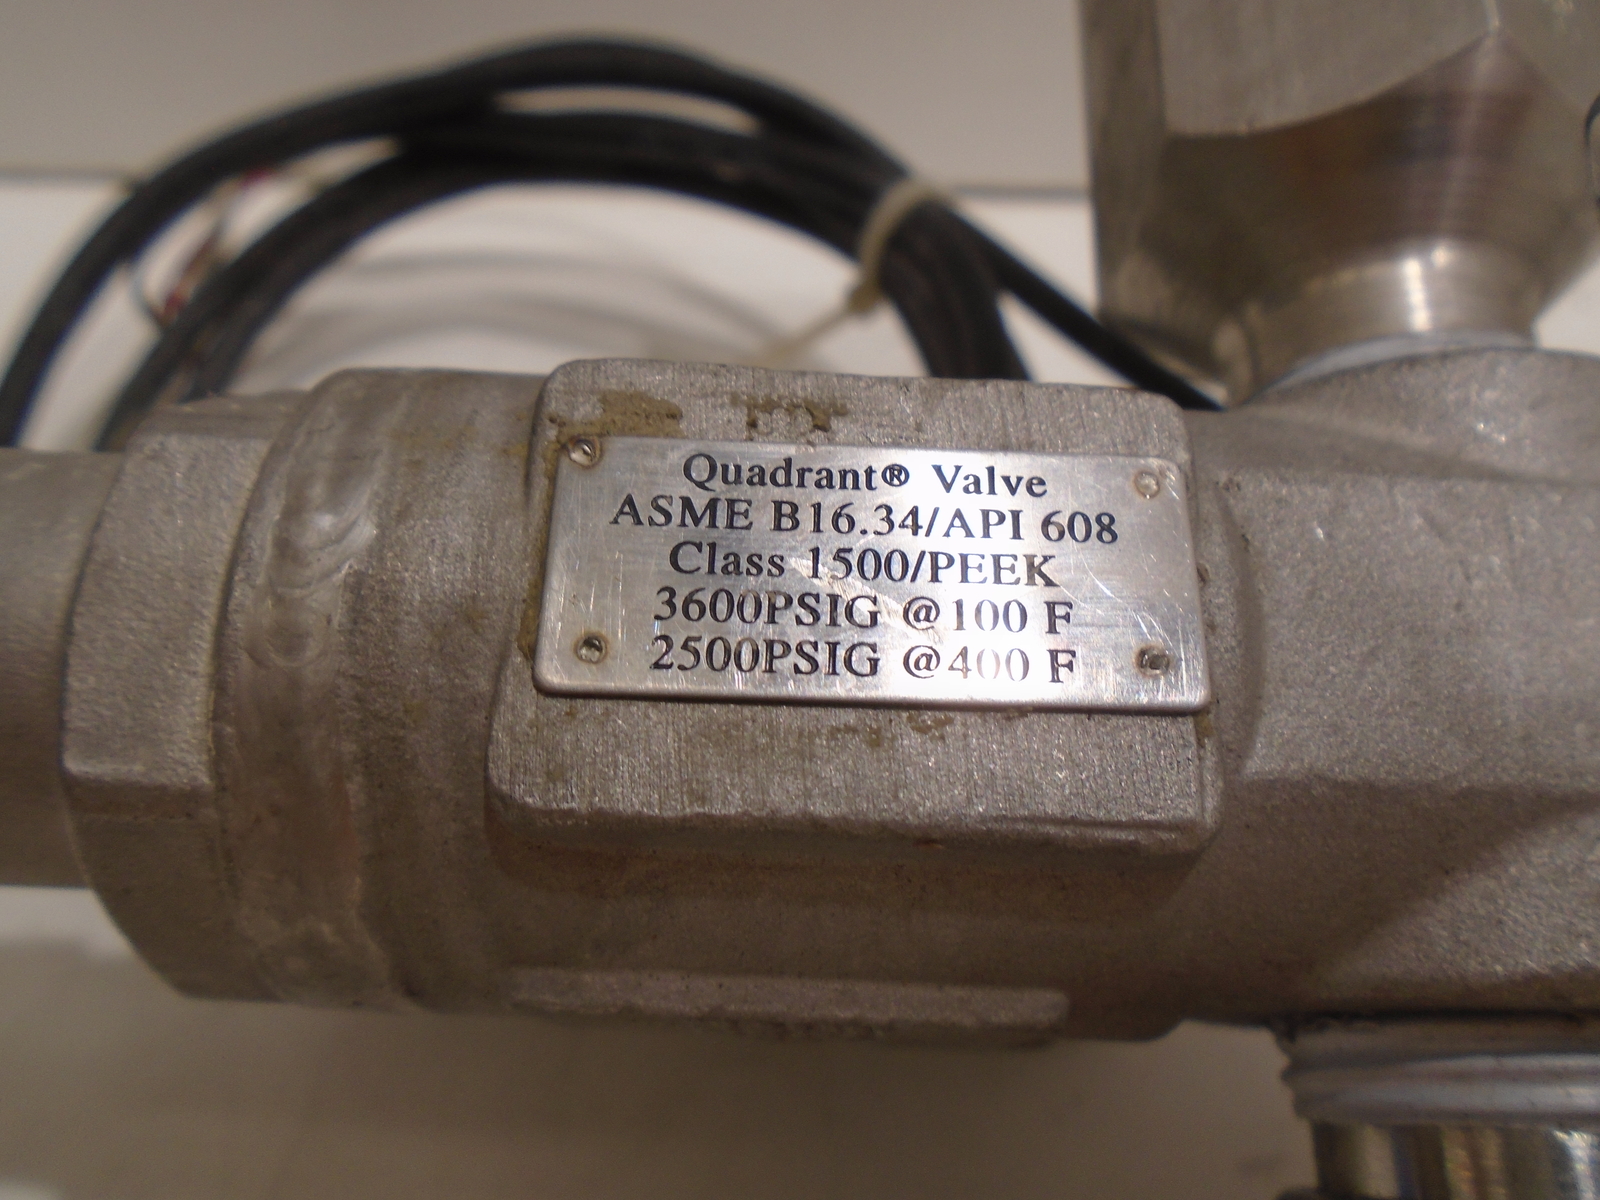 Quadrant® Valve
ASME B16.34/API 608
Class 1500/PEEK
3600PSIG @100 F
2500PSIG @400 F